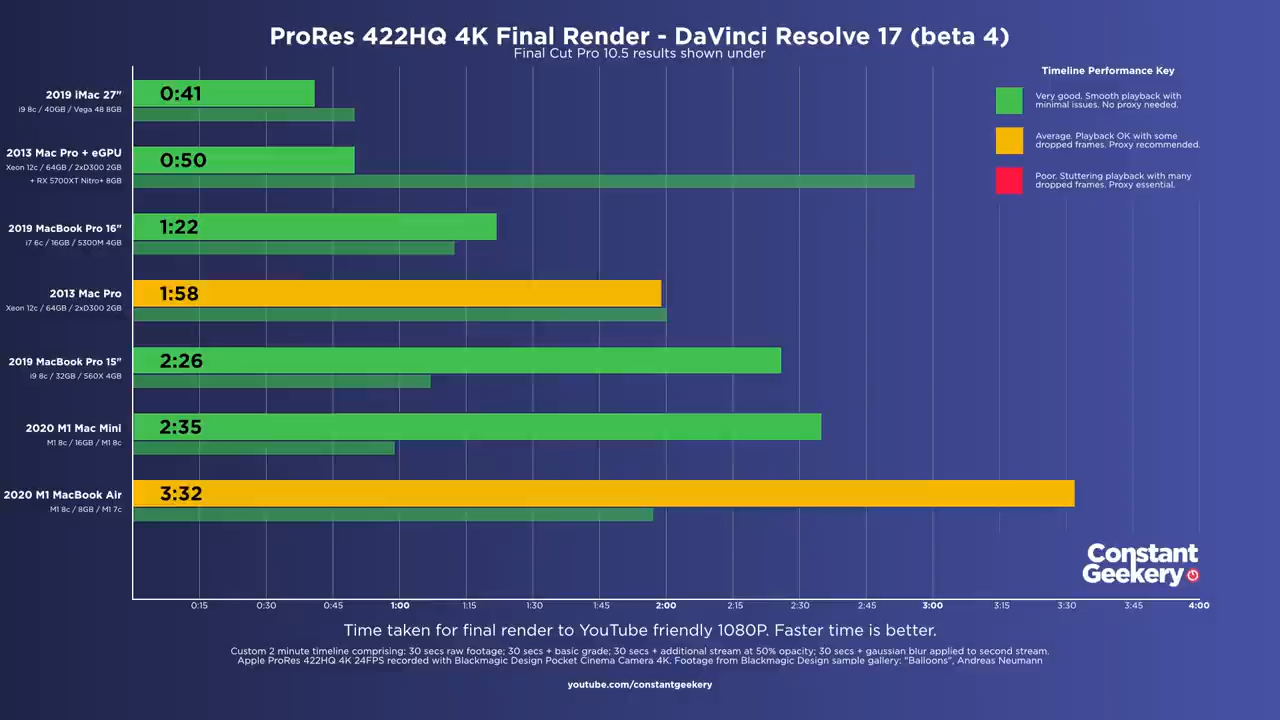 ProRes 422HQ 4K Final Render - DaVinci Resolve 17 (beta 4)
Final Cut Pro 10.5 results shown under
Timeline Performance Key
Very good. Smooth playback with
minimal issues. No proxy needed.
Average. Playback OK with some
dropped frames. Proxy recommended.
Poor. Stuttering playback with many
dropped frames. Proxy essential.
2019 iMac 27"
i9 8c / 40GB / Vega 48 8GB
0:41
2013 Mac Pro + eGPU
Xeon 12c / 64GB / 2xD300 2GB
+ RX 5700XT Nitro+ 8GB
0:50
2019 MacBook Pro 16"
i7 6c / 16GB / 5300M 4GB
1:22
2013 Mac Pro
Xeon 12c / 64GB / 2xD300 2GB
1:58
2019 MacBook Pro 15"
i9 8c / 32GB / 560X 4GB
2:26
2020 M1 Mac Mini
M1 8c / 16GB / M1 8c
2:35
2020 M1 MacBook Air
M1 8c / 8GB / M1 7c
3:32
Constant
Geekery
0:15 0:30 0:45 1:00 1:15 1:30 1:45 2:00 2:15 2:30 2:45 3:00 3:15 3:30 3:45 4:00
Time taken for final render to YouTube friendly 1080P. Faster time is better.
Custom 2 minute timeline comprising: 30 secs raw footage; 30 secs + basic grade; 30 secs + additional stream at 50% opacity; 30 secs + gaussian blur applied to second stream.
Apple ProRes 422HQ 4K 24FPS recorded with Blackmagic Design Pocket Cinema Camera 4K. Footage from Blackmagic Design sample gallery: "Balloons", Andreas Neumann
youtube.com/constantgeekery